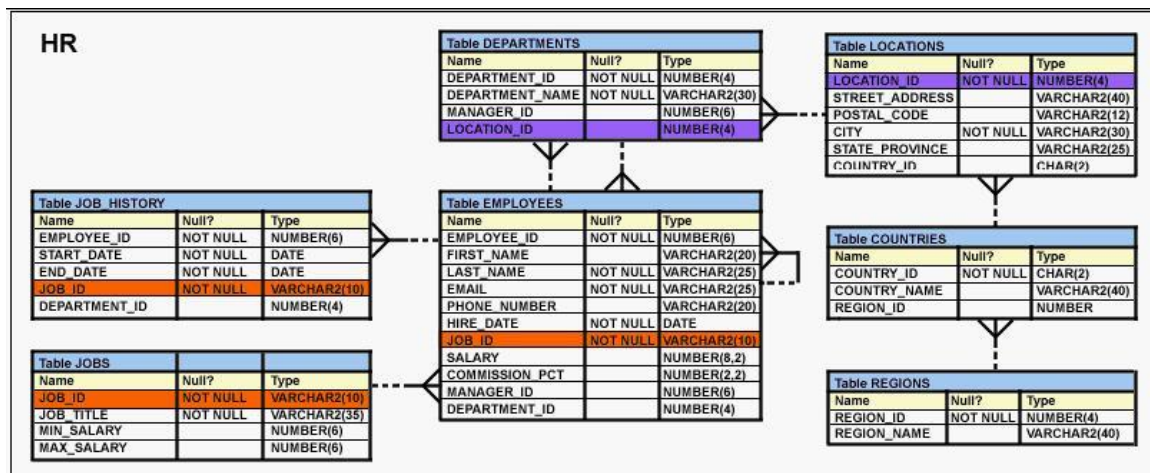 HR
Table DEPARTMENTS
Name Null? Type
DEPARTMENT_ID NOT NULL NUMBER(4)
DEPARTMENT_NAME NOT NULL VARCHAR2(30)
MANAGER_ID NUMBER(6)
LOCATION_ID NUMBER(4)
Table LOCATIONS
Name Null? Type
LOCATION_ID NOT NULL NUMBER(4)
STREET_ADDRESS VARCHAR2(40)
POSTAL_CODE VARCHAR2(12)
CITY NOT NULL VARCHAR2(30)
STATE_PROVINCE VARCHAR2(25)
COUNTRY_ID CHAR(2)
Table JOB_HISTORY
Name Null? Type
EMPLOYEE_ID NOT NULL NUMBER(6)
START_DATE NOT NULL DATE
END_DATE NOT NULL DATE
JOB_ID NOT NULL VARCHAR2(10)
DEPARTMENT_ID NUMBER(4)
Table EMPLOYEES
Name Null? Type
EMPLOYEE_ID NOT NULL NUMBER(6)
FIRST_NAME VARCHAR2(20)
LAST_NAME NOT NULL VARCHAR2(25)
EMAIL NOT NULL VARCHAR2(25)
PHONE_NUMBER VARCHAR2(20)
HIRE_DATE NOT NULL DATE
JOB_ID NOT NULL VARCHAR2(10)
SALARY NUMBER(8,2)
COMMISSION_PCT NUMBER(2,2)
MANAGER_ID NUMBER(6)
DEPARTMENT_ID NUMBER(4)
Table COUNTRIES
Name Null? Type
COUNTRY_ID NOT NULL CHAR(2)
COUNTRY_NAME VARCHAR2(40)
REGION_ID NUMBER
Table JOBS
Name Null? Type
JOB_ID NOT NULL VARCHAR2(10)
JOB_TITLE NOT NULL VARCHAR2(35)
MIN_SALARY NUMBER(6)
MAX_SALARY NUMBER(6)
Table REGIONS
Name Null? Type
REGION_ID NOT NULL NUMBER(4)
REGION_NAME VARCHAR2(40)